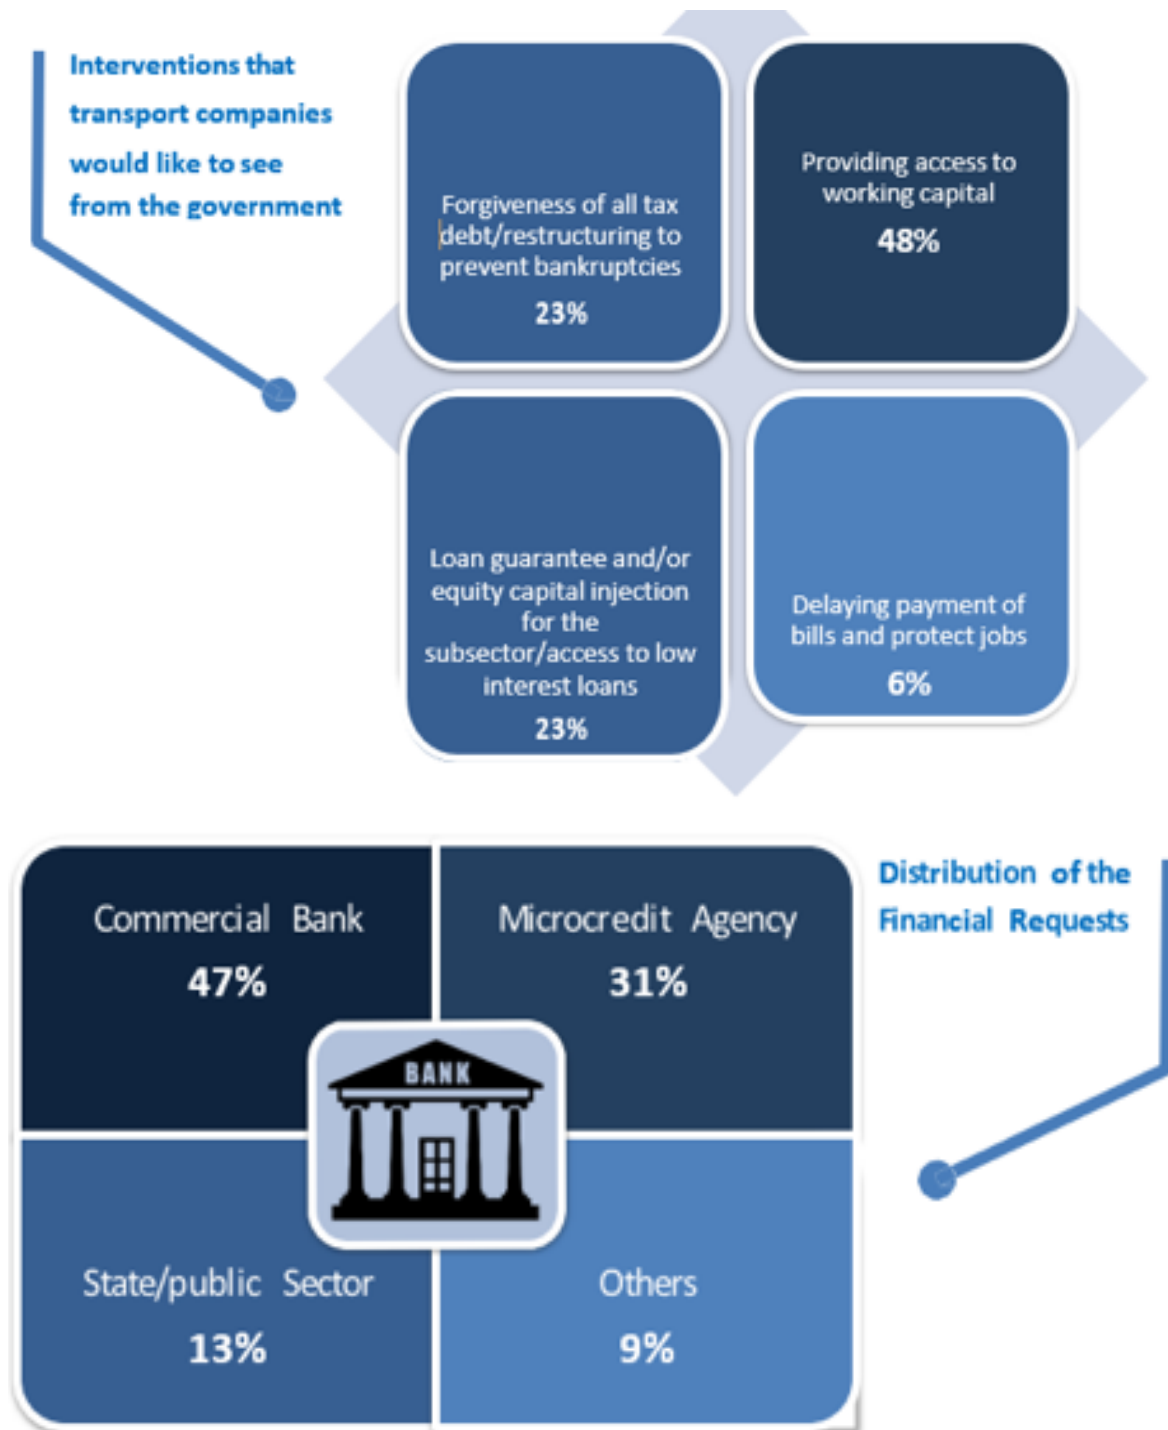 Interventions that
transport companies
would like to see
from the government
Forgiveness of all tax
debt/restructuring to
prevent bankruptcies
23%
Providing access to
working capital
48%
Loan guarantee and/or
equity capital injection
for the
subsector/access to low
interest loans
23%
Delaying payment of
bills and protect jobs
6%
Distribution of the
Financial Requests
Commercial Bank
47%
Microcredit Agency
31%
BANK
State/public Sector
13%
Others
9%